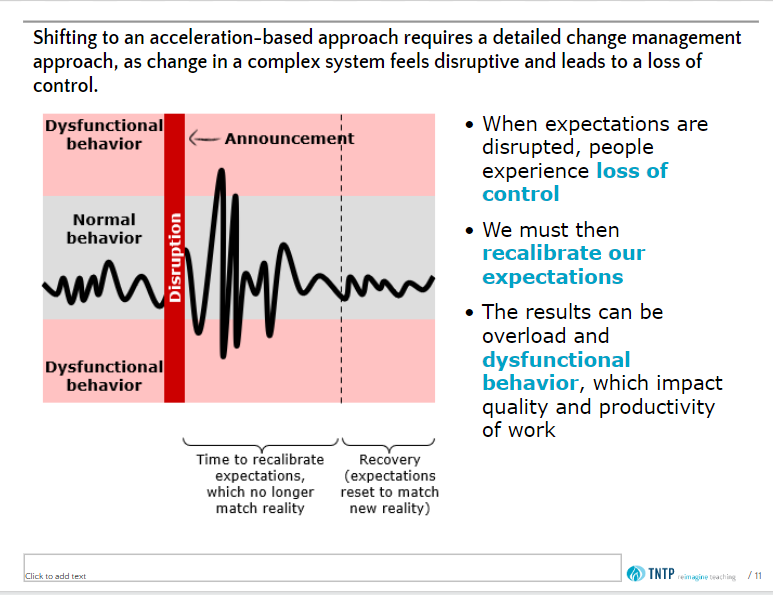 Shifting to an acceleration-based approach requires a detailed change management
approach, as change in a complex system feels disruptive and leads to a loss of
control.
Dysfunctional
behavior
Announcement
Normal
behavior
Disruption
Dysfunctional
behavior
Time to recalibrate
expectations,
which no longer
match reality
Recovery
(expectations
reset to match
new reality)
• When expectations are
disrupted, people
experience loss of
control
• We must then
recalibrate our
expectations
• The results can be
overload and
dysfunctional
behavior, which impact
quality and productivity
of work
Click to add text
TNTP reimagine teaching
/ 11